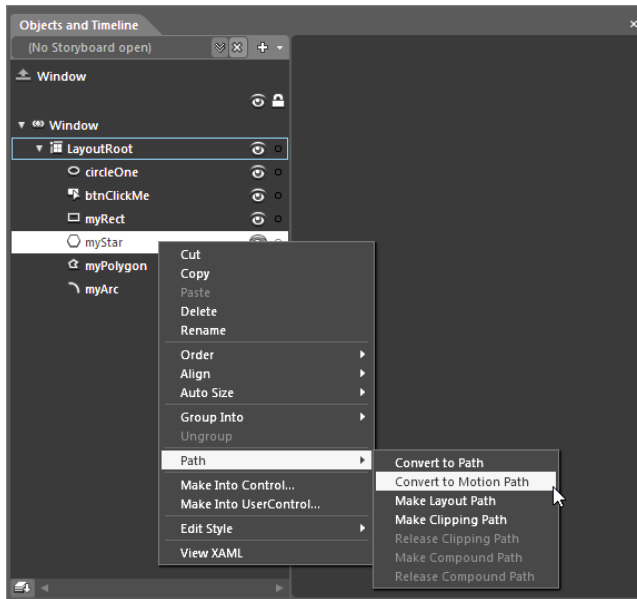 Objects and Timeline
(No Storyboard open)
Window
Window
LayoutRoot
circleOne
btnClickMe
myRect
myStar
myPolygon
myArc
Cut
Copy
Paste
Delete
Rename
Order
Align
Auto Size
Group Into
Ungroup
Path
Make Into Control...
Make Into UserControl...
Edit Style
View XAML
Convert to Path
Convert to Motion Path
Make Layout Path
Make Clipping Path
Release Clipping Path
Make Compound Path
Release Compound Path